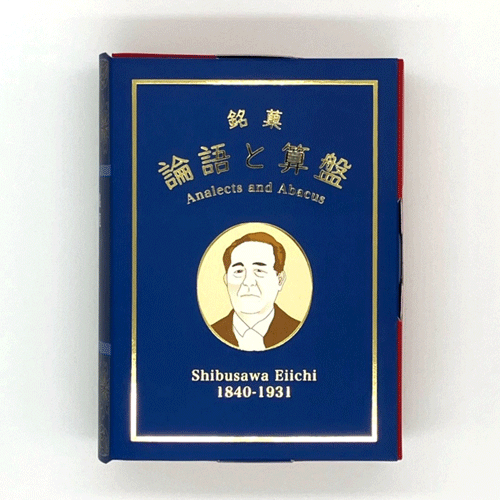 銘菓
論語と算盤
Analects and Abacus
Shibusawa Eiichi
1840-1931